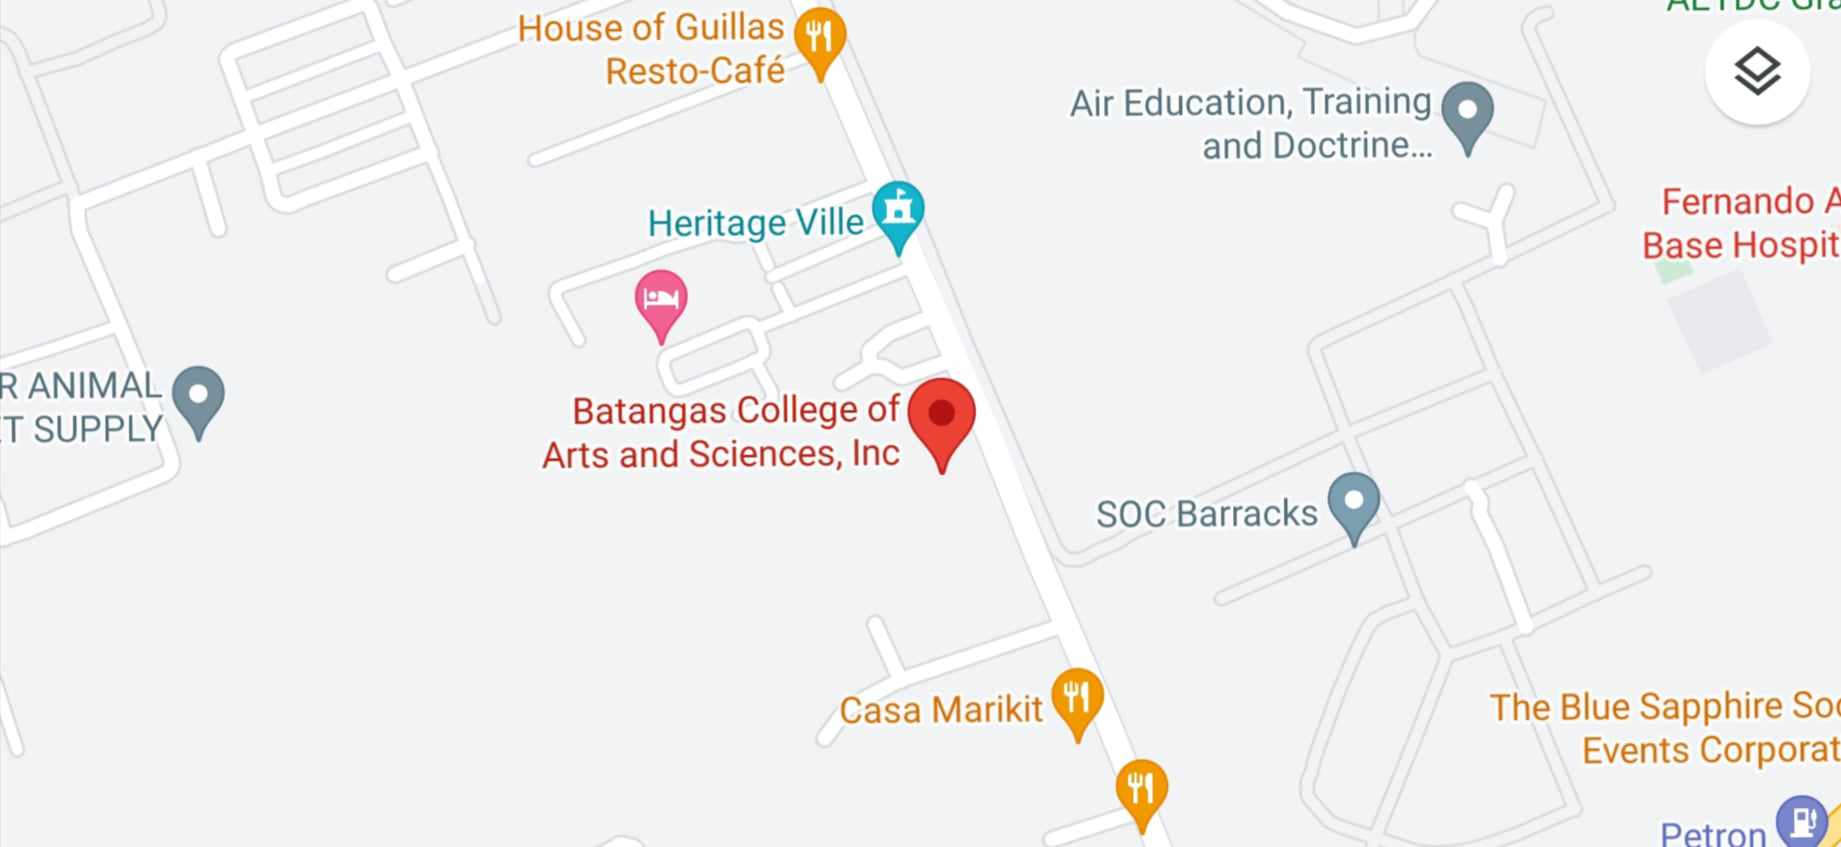 House of Guillas
Resto-Café
Air Education, Training
and Doctrine...
Heritage Ville
Fernando A
Base Hospit
R ANIMAL
T SUPPLY
Batangas College of
Arts and Sciences, Inc
SOC Barracks
Casa Marikit
The Blue Sapphire Soc
Events Corporat
Petron